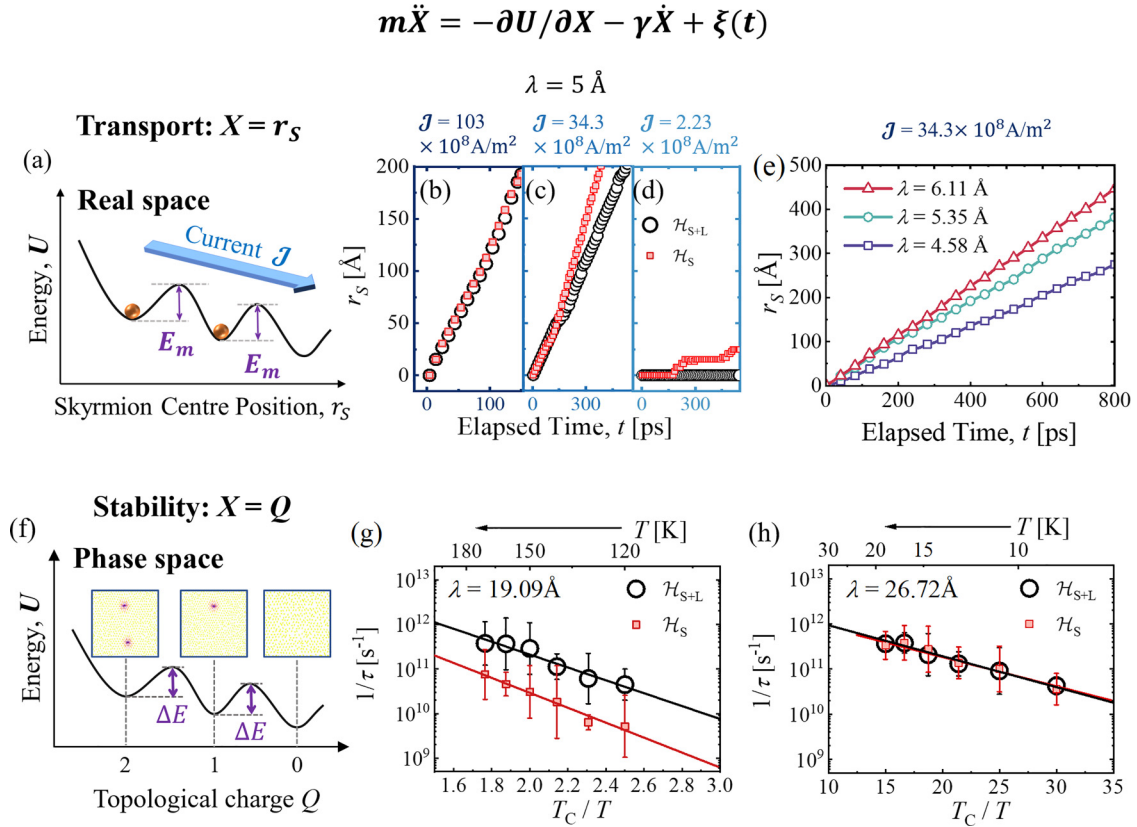 mẌ = −∂U/∂X − γẊ + ξ(t)
λ = 5 Å
Transport: X = r_S
𝒥 = 103 × 10⁸A/m²
𝒥 = 34.3 × 10⁸A/m²
𝒥 = 2.23 × 10⁸A/m²
𝒥 = 34.3× 10⁸A/m²
(a)
Real space
Current 𝒥
Energy, U
E_m
E_m
Skyrmion Centre Position, r_S
(b)
(c)
(d)
ℋ_S+L
ℋ_S
r_S [Å]
200
150
100
50
0
0 100 0 300 0 300
Elapsed Time, t [ps]
(e)
λ = 6.11 Å
λ = 5.35 Å
λ = 4.58 Å
r_S [Å]
500
400
300
200
100
0
0 200 400 600 800
Elapsed Time, t [ps]
Stability: X = Q
(f)
Phase space
Energy, U
ΔE
ΔE
2 1 0
Topological charge Q
(g)
T [K]
180 150 120
λ = 19.09Å
ℋ_S+L
ℋ_S
1/τ [s⁻¹]
10¹³
10¹²
10¹¹
10¹⁰
10⁹
1.6 1.8 2.0 2.2 2.4 2.6 2.8 3.0
T_C / T
(h)
T [K]
30 20 15 10
λ = 26.72Å
ℋ_S+L
ℋ_S
1/τ [s⁻¹]
10¹³
10¹²
10¹¹
10¹⁰
10⁹
10 15 20 25 30 35
T_C / T